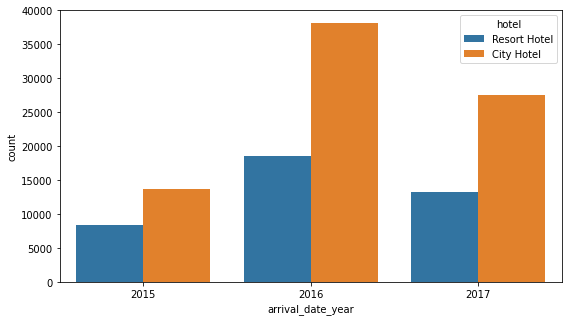 40000
35000
30000
25000
20000
15000
10000
5000
0
count
hotel
Resort Hotel
City Hotel
2015 2016 2017
arrival_date_year